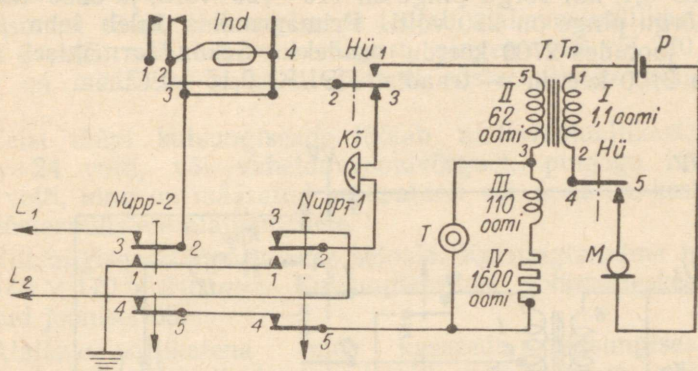 Ind
1 2 3 4
Hü1
2 3
Kõ
T. Tr
5 1
II
62
oomi
I
1,1 oomi
P
3 2
Hü
4 5
III
110
oomi
T
M
IV
1600
oomi
L1
L2
Nupp-2
3 2
1
4 5
Nupp-1
3 2
1
4 5